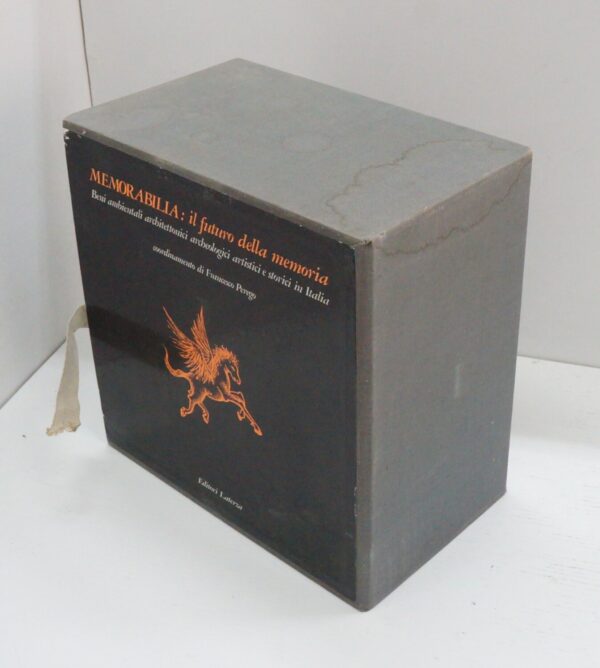 MEMORABILIA: il futuro della memoria
Beni ambientali architettonici archeologici artistici e storici in Italia
coordinamento di Francesco Perego
Editori Laterza